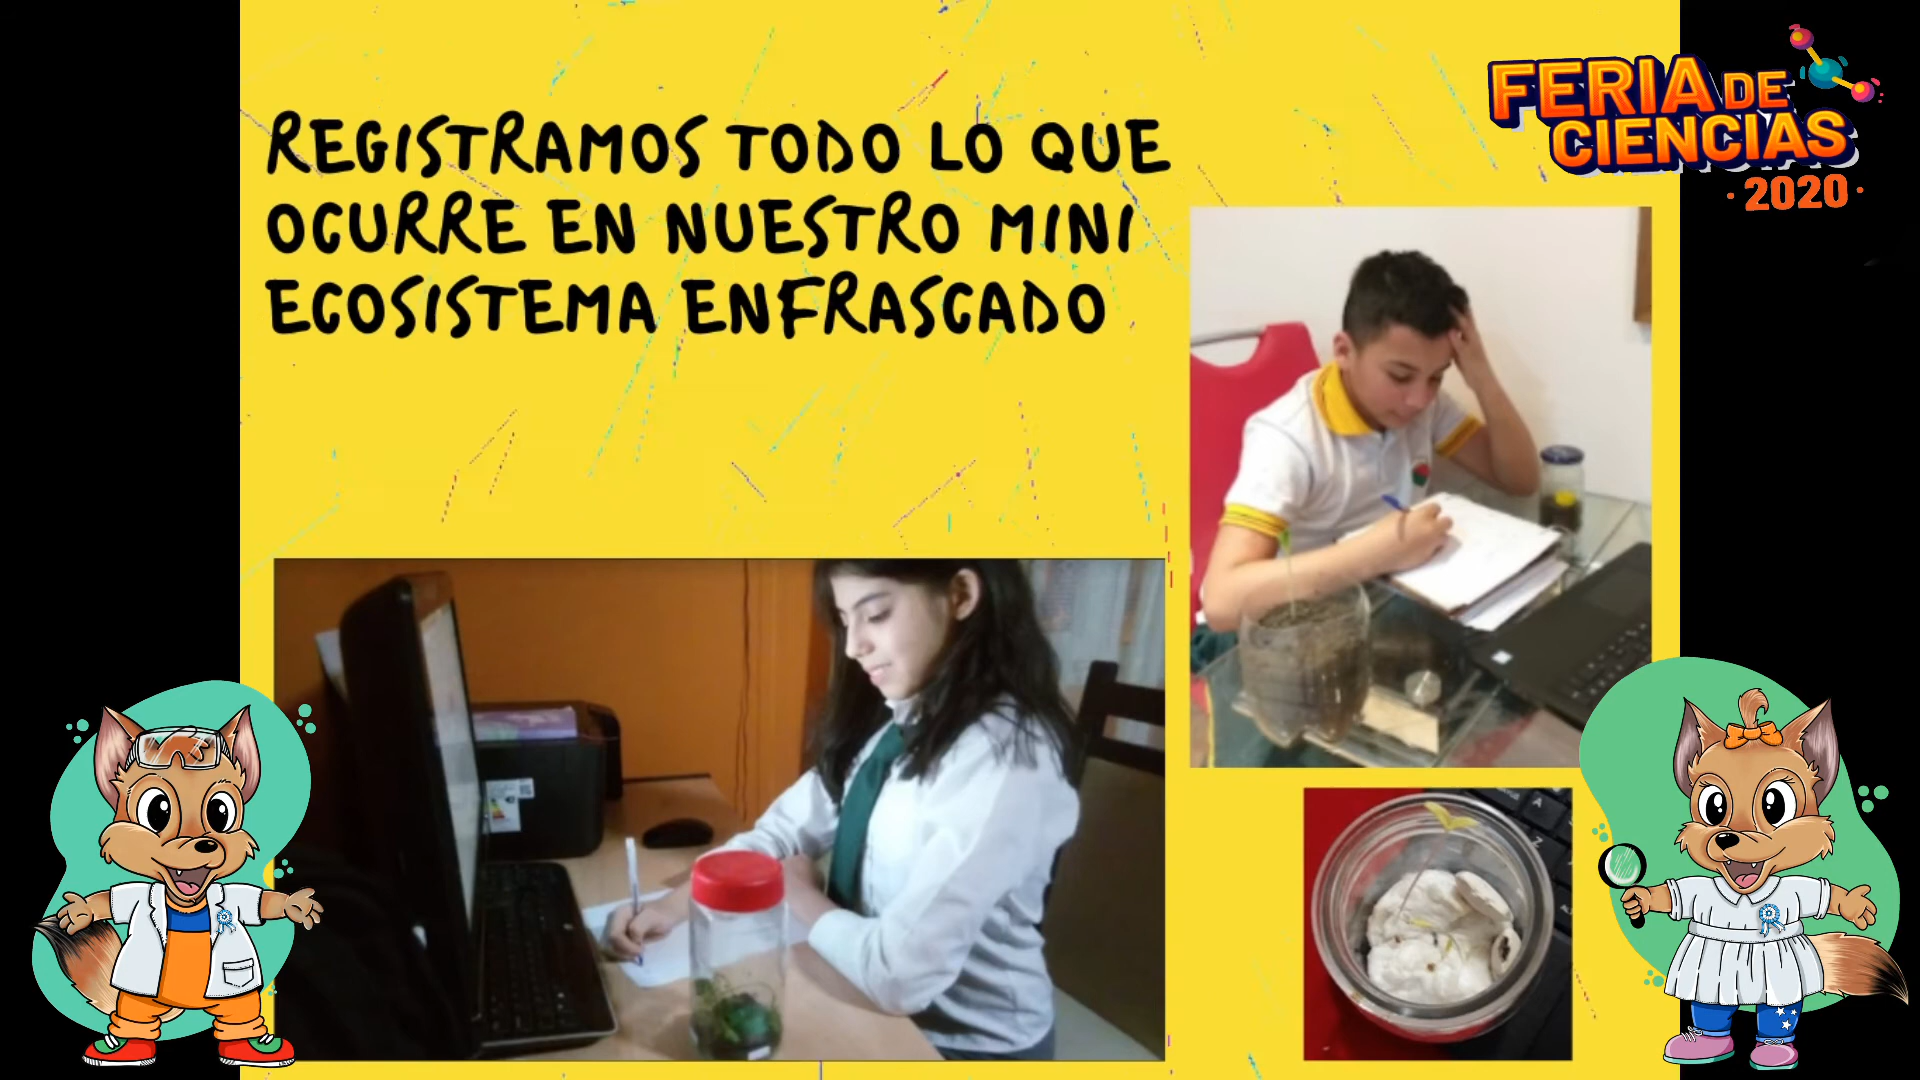 REGISTRAMOS TODO LO QUE
OCURRE EN NUESTRO MINI
ECOSISTEMA ENFRASCADO
FERIA DE
CIENCIAS
· 2020 ·